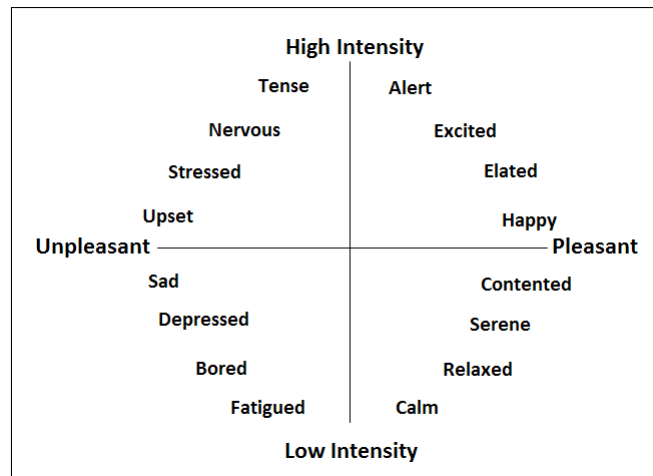 High Intensity
Tense Alert
Nervous Excited
Stressed Elated
Upset Happy
Unpleasant Pleasant
Sad Contented
Depressed Serene
Bored Relaxed
Fatigued Calm
Low Intensity